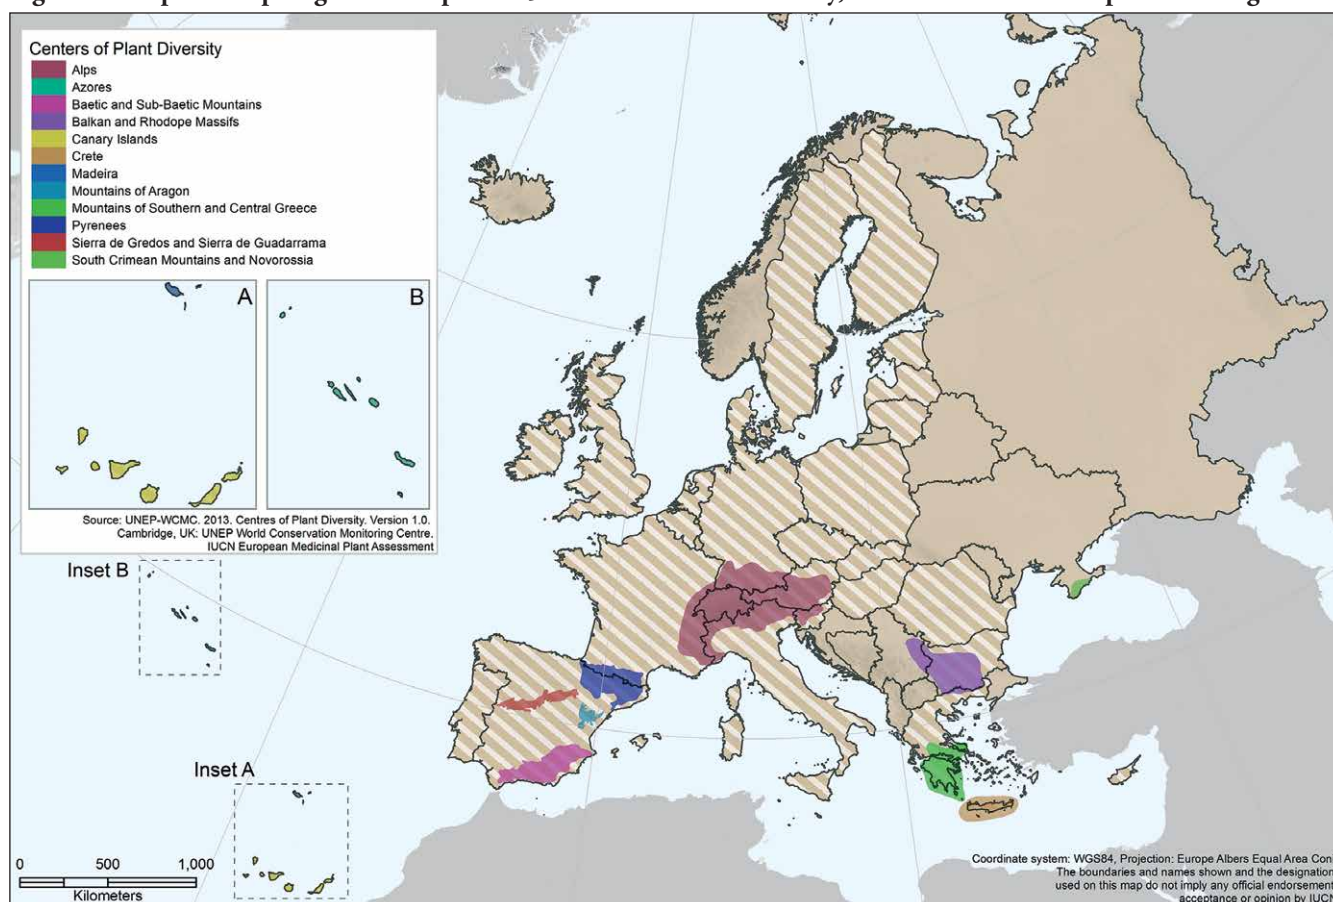 Centers of Plant Diversity
Alps
Azores
Baetic and Sub-Baetic Mountains
Balkan and Rhodope Massifs
Canary Islands
Crete
Madeira
Mountains of Aragon
Mountains of Southern and Central Greece
Pyrenees
Sierra de Gredos and Sierra de Guadarrama
South Crimean Mountains and Novorossia
A
B
Source: UNEP-WCMC. 2013. Centres of Plant Diversity. Version 1.0.
Cambridge, UK: UNEP World Conservation Monitoring Centre.
IUCN European Medicinal Plant Assessment
Inset B
Inset A
0 500 1,000
Kilometers
Coordinate system: WGS84, Projection: Europe Albers Equal Area Con
The boundaries and names shown and the designation
used on this map do not imply any official endorsement
acceptance or opinion by IUCN